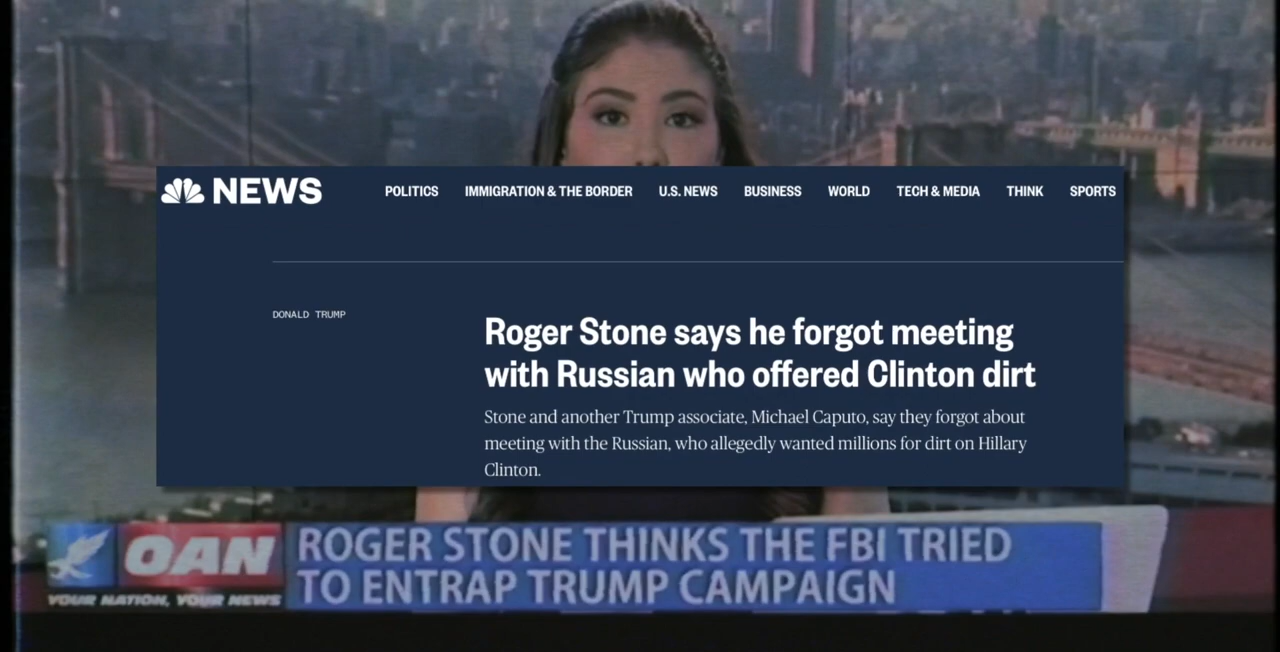 NEWS
POLITICS IMMIGRATION & THE BORDER U.S. NEWS BUSINESS WORLD TECH & MEDIA THINK SPORTS
DONALD TRUMP
Roger Stone says he forgot meeting
with Russian who offered Clinton dirt
Stone and another Trump associate, Michael Caputo, say they forgot about
meeting with the Russian, who allegedly wanted millions for dirt on Hillary
Clinton.
OAN
YOUR NATION, YOUR NEWS
ROGER STONE THINKS THE FBI TRIED
TO ENTRAP TRUMP CAMPAIGN